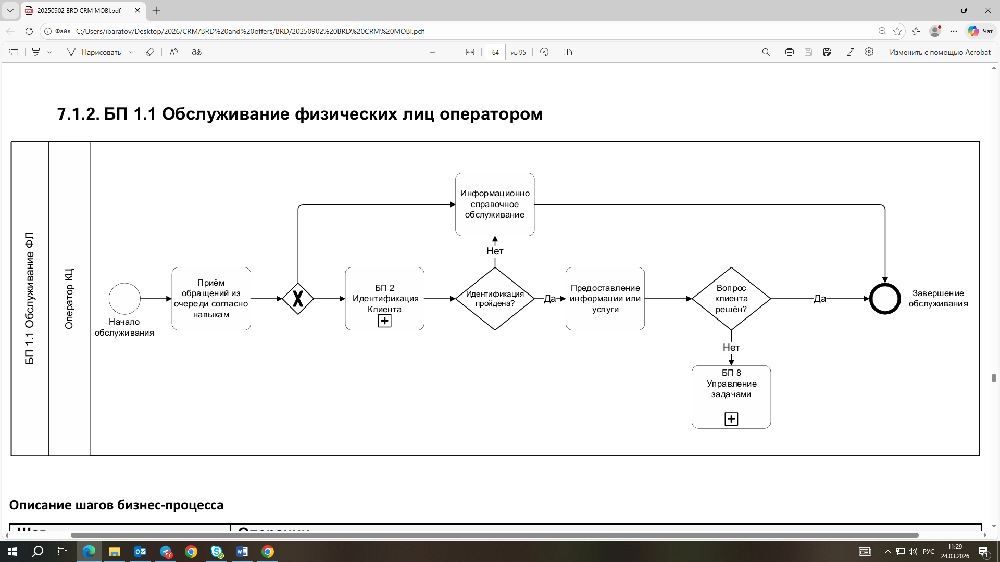 20250902 BRD CRM MOBI.pdf
Файл C:/Users/ibaratov/Desktop/2026/CRM/BRD%20and%20offers/BRD/20250902%20BRD%20CRM%20MOBI.pdf
Чат
Нарисовать
64 из 95
Изменить с помощью Acrobat
7.1.2. БП 1.1 Обслуживание физических лиц оператором
БП 1.1 Обслуживание ФЛ
Оператор КЦ
Начало
обслуживания
Приём
обращений из
очереди согласно
навыкам
X
Информационно
справочное
обслуживание
Нет
БП 2
Идентификация
Клиента
Идентификация
пройдена?
Да
Предоставление
информации или
услуги
Вопрос
клиента
решён?
Да
Завершение
обслуживания
Нет
БП 8
Управление
задачами
Описание шагов бизнес-процесса
Шаг
Операции
56
РУС
11:29
24.03.2026
1